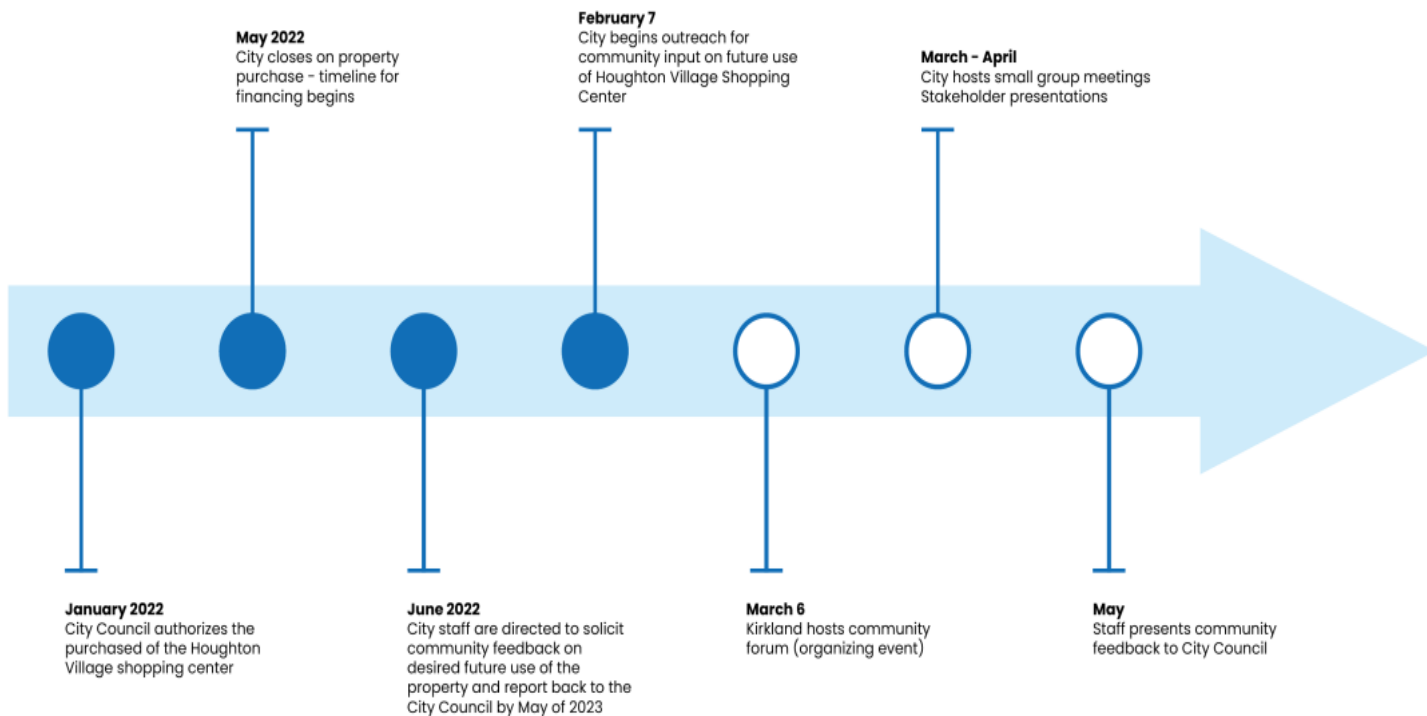 May 2022
City closes on property
purchase - timeline for
financing begins
February 7
City begins outreach for
community input on future use
of Houghton Village Shopping
Center
March - April
City hosts small group meetings
Stakeholder presentations
January 2022
City Council authorizes the
purchased of the Houghton
Village shopping center
June 2022
City staff are directed to solicit
community feedback on
desired future use of the
property and report back to the
City Council by May of 2023
March 6
Kirkland hosts community
forum (organizing event)
May
Staff presents community
feedback to City Council